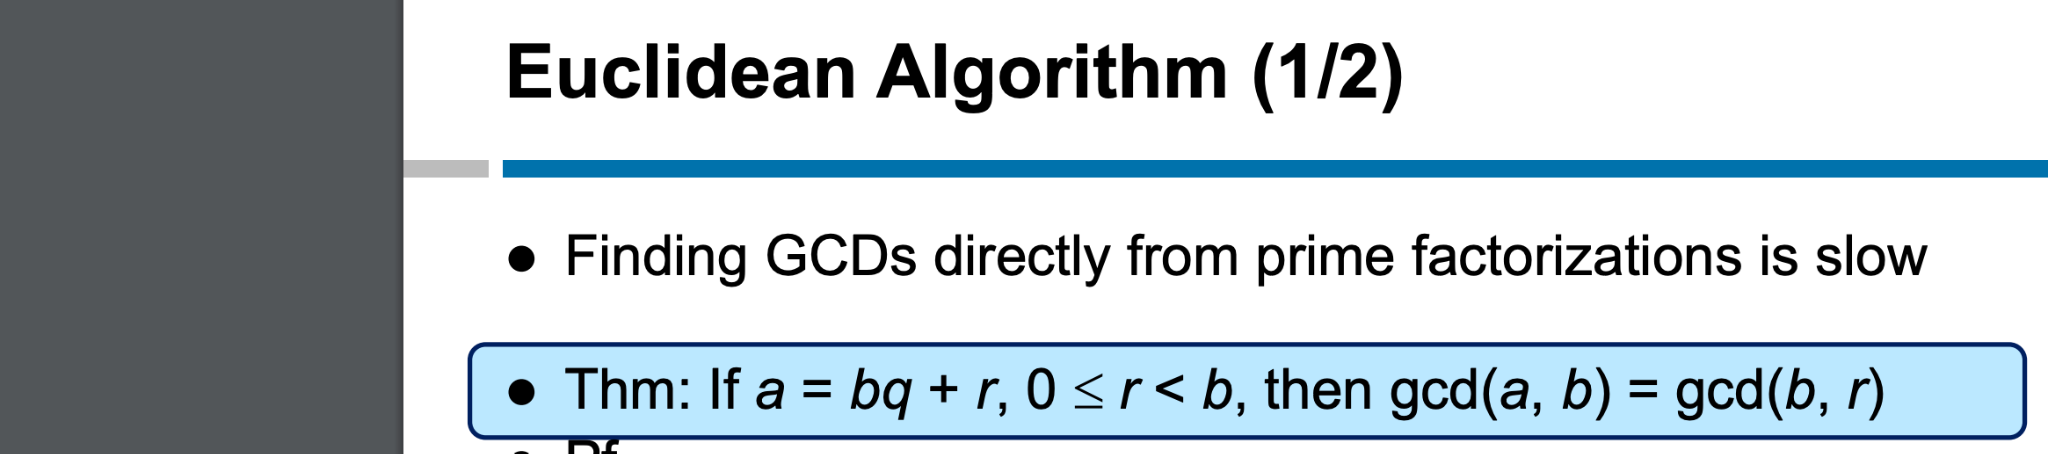 Euclidean Algorithm (1/2)
● Finding GCDs directly from prime factorizations is slow
● Thm: If a = bq + r, 0 ≤ r < b, then gcd(a, b) = gcd(b, r)